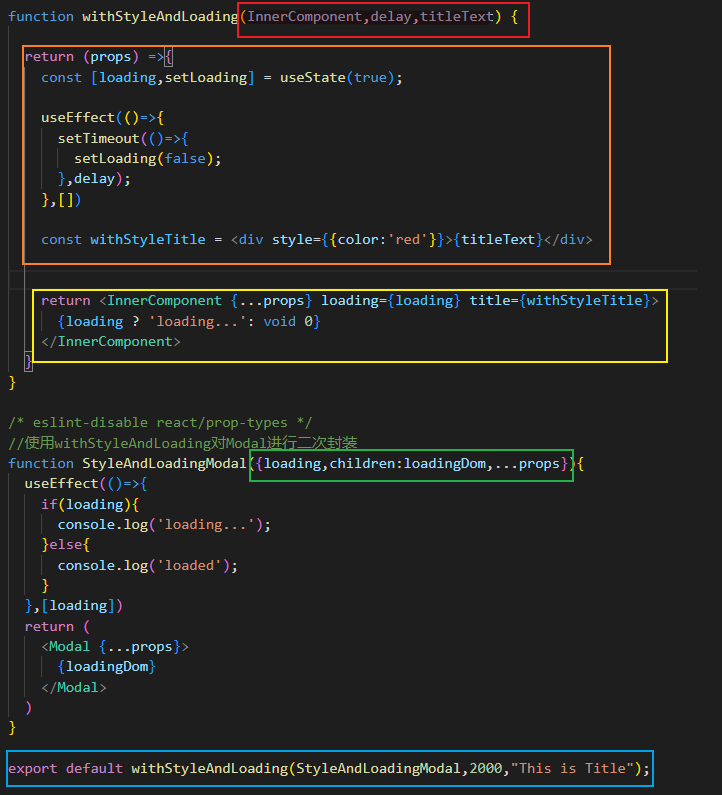 function withStyleAndLoading(InnerComponent,delay,titleText) {
return (props) =>{
const [loading,setLoading] = useState(true);
useEffect(()=>{
setTimeout(()=>{
setLoading(false);
},delay);
},[])
const withStyleTitle = <div style={{color:'red'}}>{titleText}</div>
return <InnerComponent {...props} loading={loading} title={withStyleTitle}>
{loading ? 'loading...': void 0}
</InnerComponent>
}
}
/* eslint-disable react/prop-types */
//使用withStyleAndLoading对Modal进行二次封装
function StyleAndLoadingModal({loading,children:loadingDom,...props}){
useEffect(()=>{
if(loading){
console.log('loading...');
}else{
console.log('loaded');
}
},[loading])
return (
<Modal {...props}>
{loadingDom}
</Modal>
)
}
export default withStyleAndLoading(StyleAndLoadingModal,2000,"This is Title");